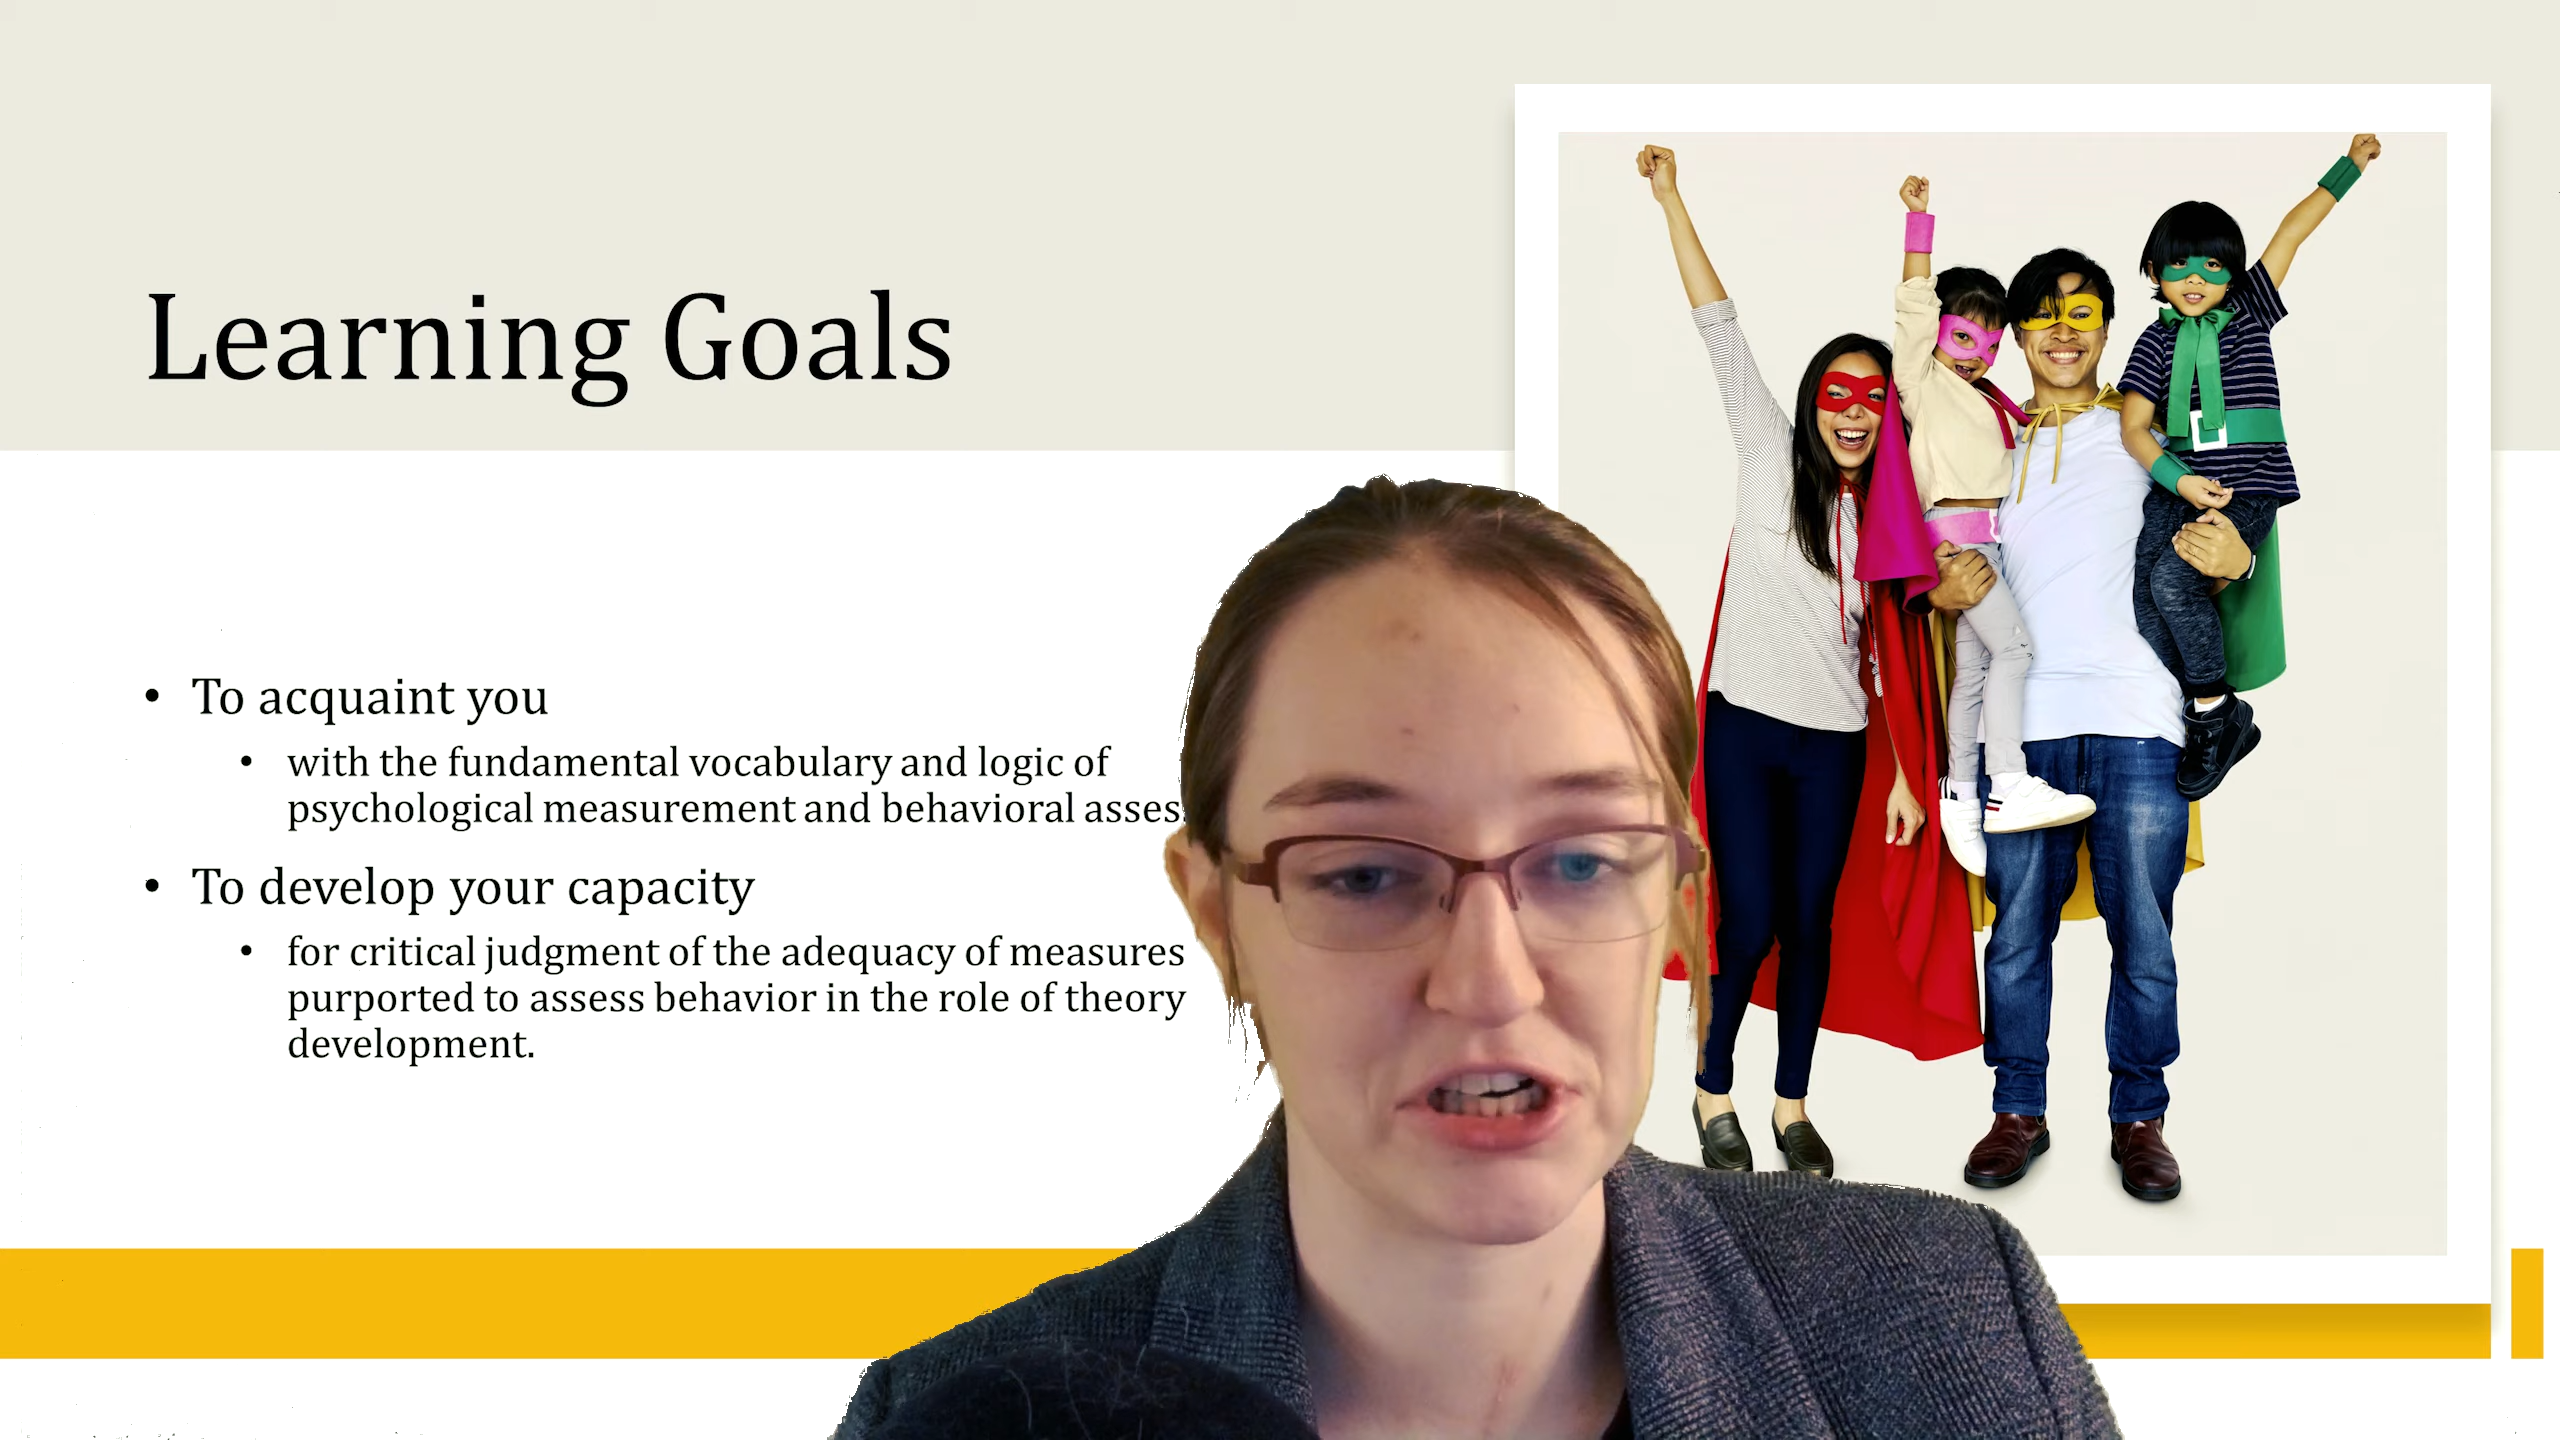 Learning Goals
• To acquaint you
• with the fundamental vocabulary and logic of
psychological measurement and behavioral
• To develop your capacity
• for critical judgment of the adequacy of measures
purported to assess behavior in the role of theory
development.